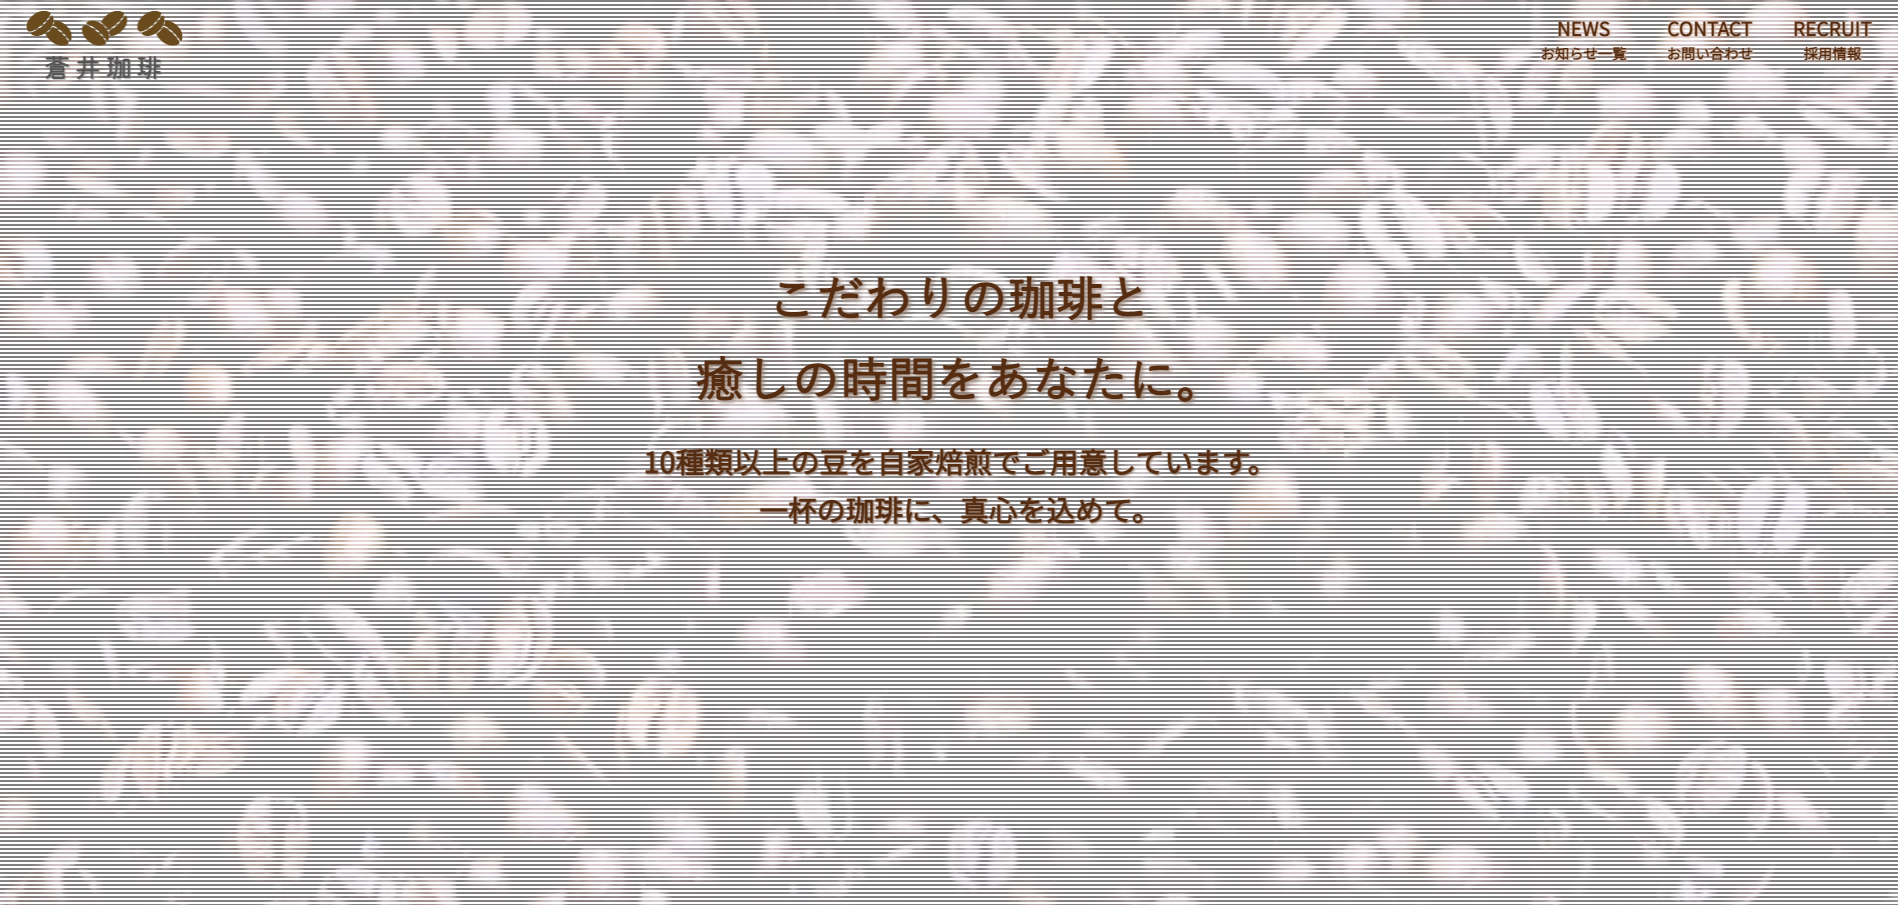 蒼井珈琲
NEWS
お知らせ一覧
CONTACT
お問い合わせ
RECRUIT
採用情報
こだわりの珈琲と
癒しの時間をあなたに。
10種類以上の豆を自家焙煎でご用意しています。
一杯の珈琲に、真心を込めて。